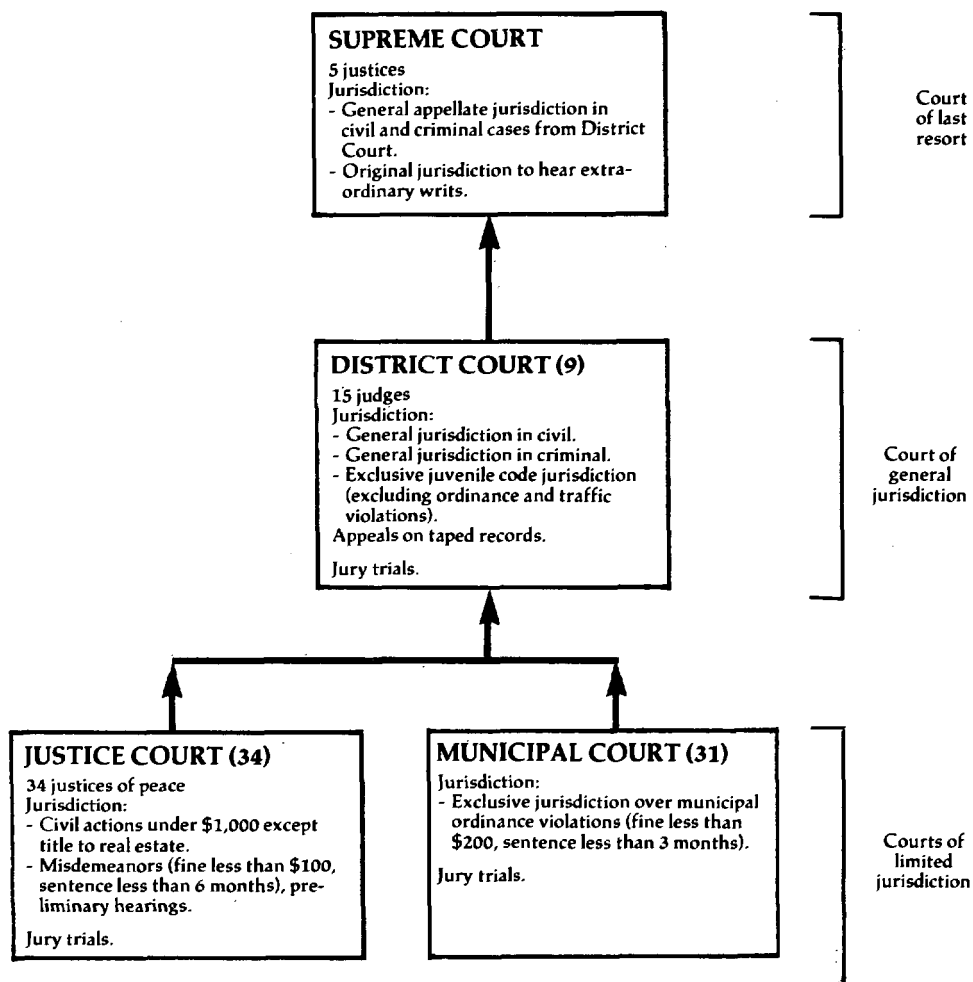 SUPREME COURT
5 justices
Jurisdiction:
- General appellate jurisdiction in
civil and criminal cases from District
Court.
- Original jurisdiction to hear extra-
ordinary writs.
Court
of last
resort
DISTRICT COURT (9)
15 judges
Jurisdiction:
- General jurisdiction in civil.
- General jurisdiction in criminal.
- Exclusive juvenile code jurisdiction
(excluding ordinance and traffic
violations).
Appeals on taped records.
Jury trials.
Court of
general
jurisdiction
JUSTICE COURT (34)
34 justices of peace
Jurisdiction:
- Civil actions under $1,000 except
title to real estate.
- Misdemeanors (fine less than $100,
sentence less than 6 months), pre-
liminary hearings.
Jury trials.
MUNICIPAL COURT (31)
Jurisdiction:
- Exclusive jurisdiction over municipal
ordinance violations (fine less than
$200, sentence less than 3 months).
Jury trials.
Courts of
limited
jurisdiction